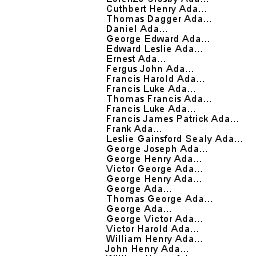 Cuthbert Henry Ada...
Thomas Dagger Ada...
Daniel Ada...
George Edward Ada...
Edward Leslie Ada...
Ernest Ada...
Fergus John Ada...
Francis Harold Ada...
Francis Luke Ada...
Thomas Francis Ada...
Francis Luke Ada...
Francis James Patrick Ada...
Frank Ada...
Leslie Gainsford Sealy Ada...
George Joseph Ada...
George Henry Ada...
Victor George Ada...
George Henry Ada...
George Ada...
Thomas George Ada...
George Ada...
George Victor Ada...
Victor Harold Ada...
William Henry Ada...
John Henry Ada...